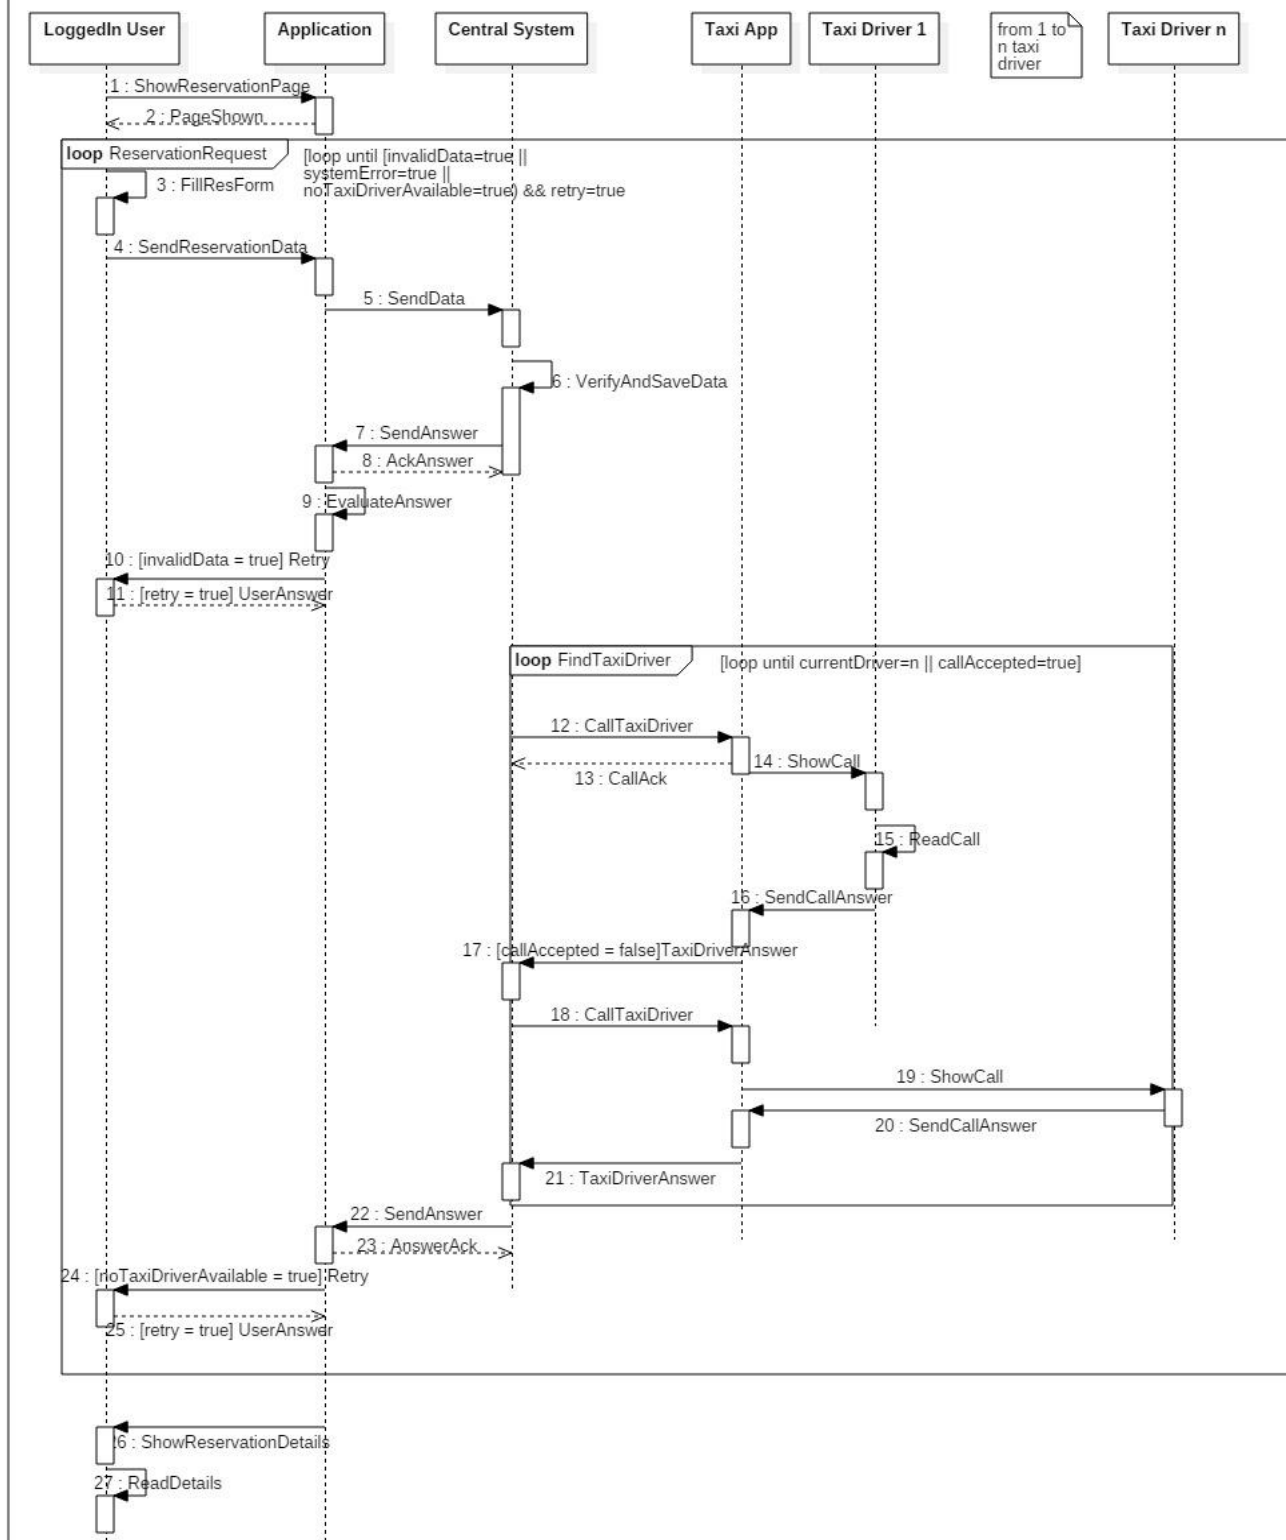 LoggedIn User
Application
Central System
Taxi App
Taxi Driver 1
from 1 to
n taxi
driver
Taxi Driver n
1 : ShowReservationPage
2 : PageShown
loop ReservationRequest
[loop until [invalidData=true ||
systemError=true ||
noTaxiDriverAvailable=true) && retry=true
3 : FillResForm
4 : SendReservationData
5 : SendData
6 : VerifyAndSaveData
7 : SendAnswer
8 : AckAnswer
9 : EvaluateAnswer
10 : [invalidData = true] Retry
11 : [retry = true] UserAnswer
loop FindTaxiDriver
[loop until currentDriver=n || callAccepted=true]
12 : CallTaxiDriver
13 : CallAck
14 : ShowCall
15 : ReadCall
16 : SendCallAnswer
17 : [callAccepted = false]TaxiDriverAnswer
18 : CallTaxiDriver
19 : ShowCall
20 : SendCallAnswer
21 : TaxiDriverAnswer
22 : SendAnswer
23 : AnswerAck
24 : [noTaxiDriverAvailable = true] Retry
25 : [retry = true] UserAnswer
26 : ShowReservationDetails
27 : ReadDetails